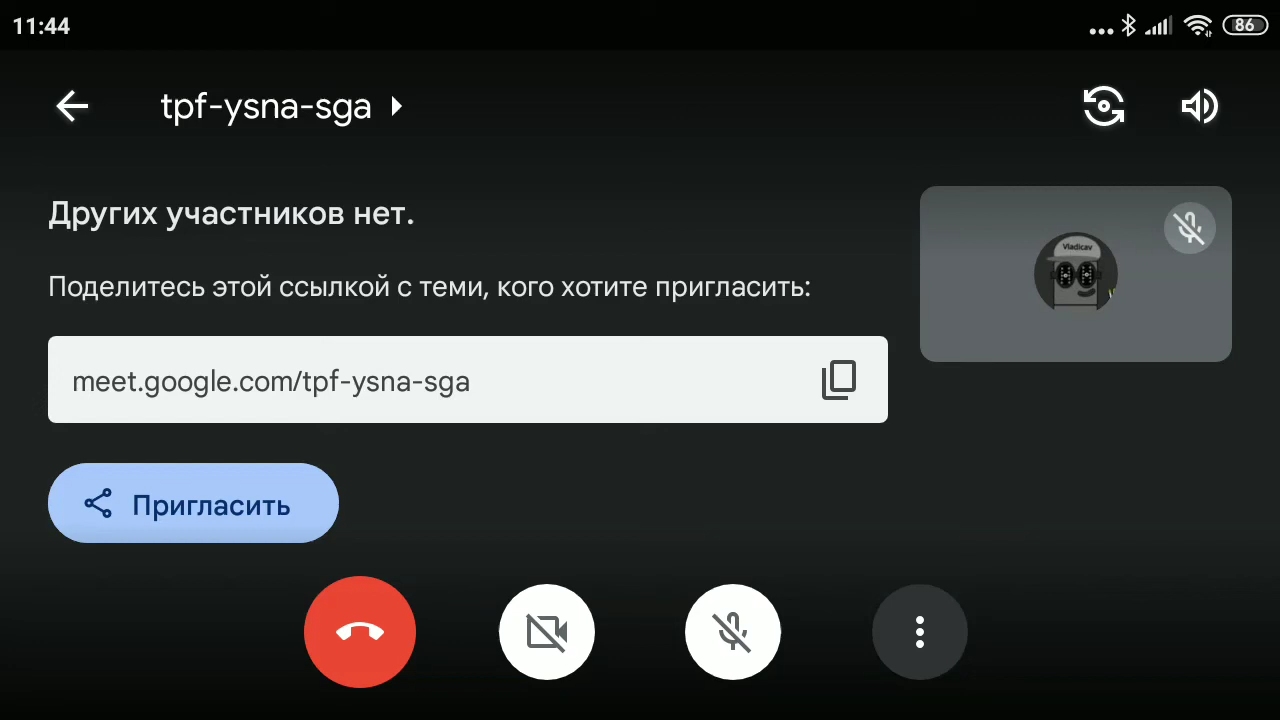 11:44
86
tpf-ysna-sga
Других участников нет.
Vladicav
Поделитесь этой ссылкой с теми, кого хотите пригласить:
meet.google.com/tpf-ysna-sga
Пригласить